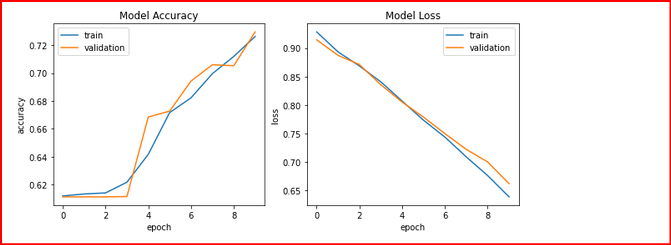 Model Accuracy
train
validation
0.72
0.70
0.68
0.66
0.64
0.62
accuracy
0 2 4 6 8
epoch
Model Loss
train
validation
0.90
0.85
0.80
0.75
0.70
0.65
loss
0 2 4 6 8
epoch